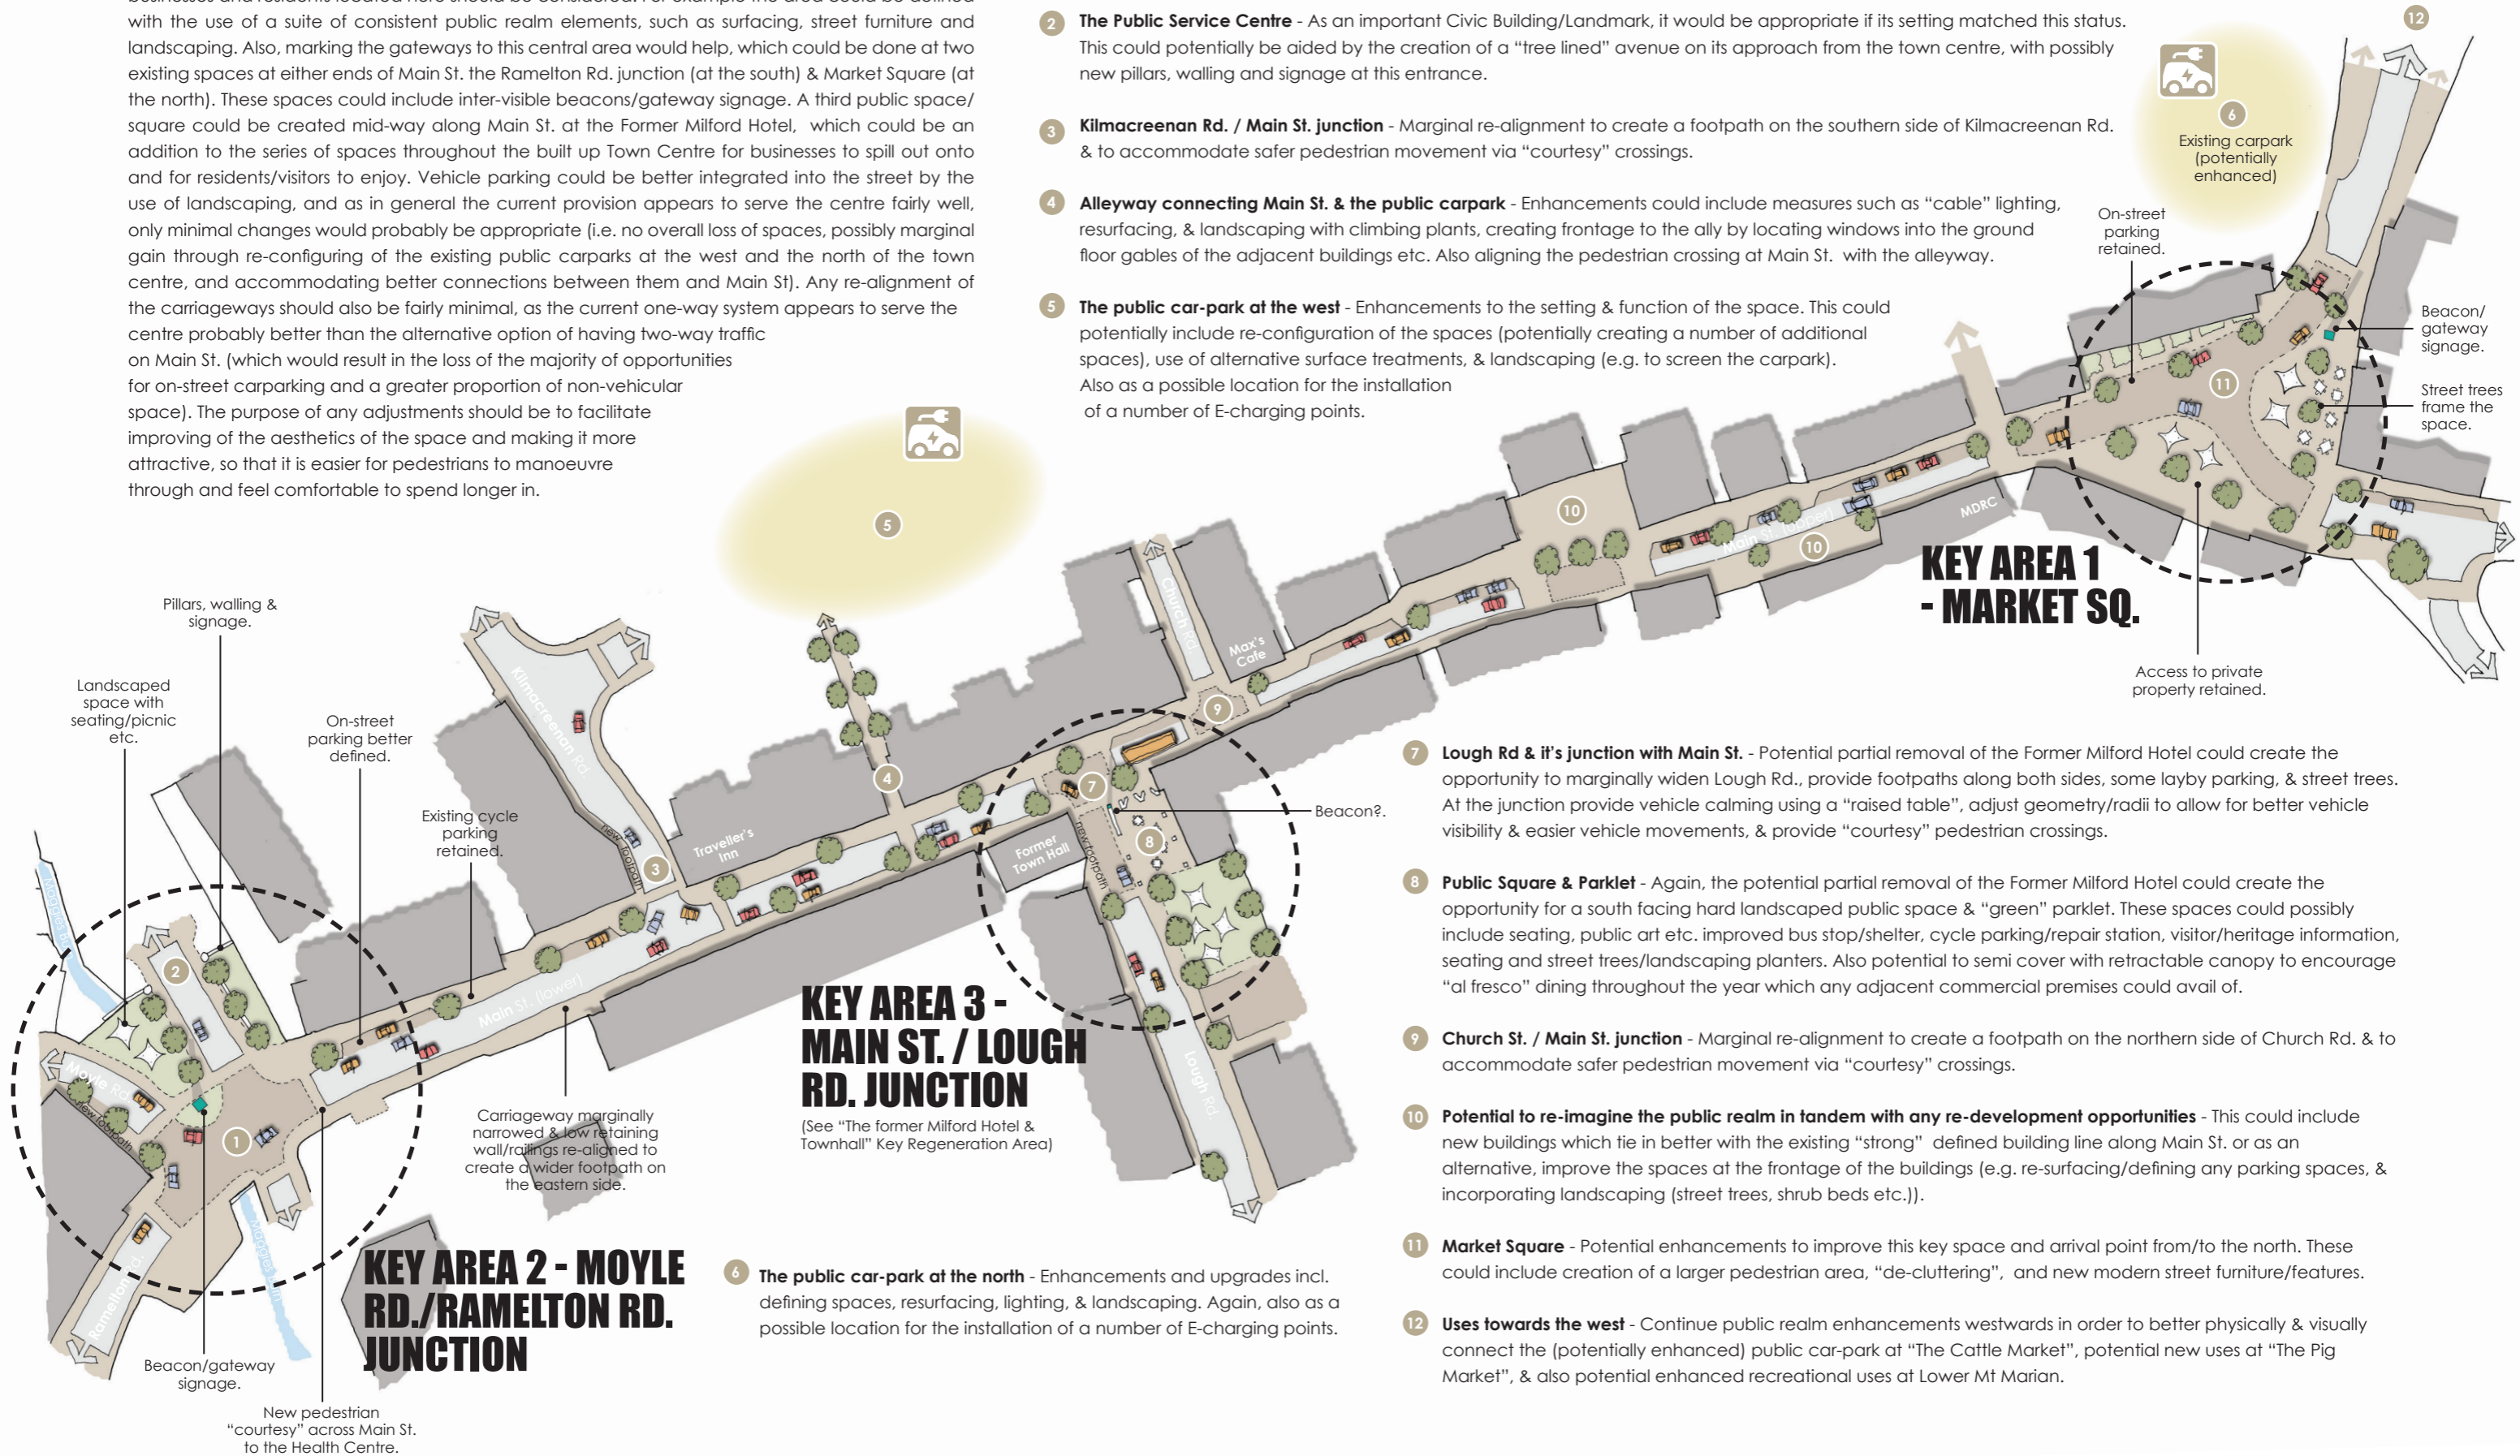 with the use of a suite of consistent public realm elements, such as surfacing, street furniture and
landscaping. Also, marking the gateways to this central area would help, which could be done at two
existing spaces at either ends of Main St. the Ramelton Rd. junction (at the south) & Market Square (at
the north). These spaces could include inter-visible beacons/gateway signage. A third public space/
square could be created mid-way along Main St. at the Former Milford Hotel, which could be an
addition to the series of spaces throughout the built up Town Centre for businesses to spill out onto
and for residents/visitors to enjoy. Vehicle parking could be better integrated into the street by the
use of landscaping, and as in general the current provision appears to serve the centre fairly well,
only minimal changes would probably be appropriate (i.e. no overall loss of spaces, possibly marginal
gain through re-configuring of the existing public carparks at the west and the north of the town
centre, and accommodating better connections between them and Main St). Any re-alignment of
the carriageways should also be fairly minimal, as the current one-way system appears to serve the
centre probably better than the alternative option of having two-way traffic
on Main St. (which would result in the loss of the majority of opportunities
for on-street carparking and a greater proportion of non-vehicular
space). The purpose of any adjustments should be to facilitate
improving of the aesthetics of the space and making it more
attractive, so that it is easier for pedestrians to manoeuvre
through and feel comfortable to spend longer in.
2 The Public Service Centre - As an important Civic Building/Landmark, it would be appropriate if its setting matched this status.
This could potentially be aided by the creation of a “tree lined” avenue on its approach from the town centre, with possibly
new pillars, walling and signage at this entrance.
3 Kilmacreenan Rd. / Main St. junction - Marginal re-alignment to create a footpath on the southern side of Kilmacreenan Rd.
& to accommodate safer pedestrian movement via “courtesy” crossings.
4 Alleyway connecting Main St. & the public carpark - Enhancements could include measures such as “cable” lighting,
resurfacing, & landscaping with climbing plants, creating frontage to the ally by locating windows into the ground
floor gables of the adjacent buildings etc. Also aligning the pedestrian crossing at Main St. with the alleyway.
5 The public car-park at the west - Enhancements to the setting & function of the space. This could
potentially include re-configuration of the spaces (potentially creating a number of additional
spaces), use of alternative surface treatments, & landscaping (e.g. to screen the carpark).
Also as a possible location for the installation
of a number of E-charging points.
12
6
Existing carpark
(potentially
enhanced)
On-street
parking
retained.
Beacon/
gateway
signage.
Street trees
frame the
space.
11
10
Main St. (upper)
10
MDRC
KEY AREA 1
- MARKET SQ.
Access to private
property retained.
5
Church Rd.
Max's
Cafe
9
Pillars, walling &
signage.
Landscaped
space with
seating/picnic
etc.
On-street
parking better
defined.
Existing cycle
parking
retained.
Kilmacreenan Rd.
new footpath
3
Traveller's
Inn
4
7
Beacon?.
Former
Town Hall
new footpath
8
Lough Rd.
KEY AREA 3 -
MAIN ST. / LOUGH
RD. JUNCTION
(See “The former Milford Hotel &
Townhall” Key Regeneration Area)
Main St. (lower)
2
Moyle Rd.
new footpath
1
Ramelton Rd.
Carriageway marginally
narrowed & low retaining
wall/railings re-aligned to
create a wider footpath on
the eastern side.
KEY AREA 2 - MOYLE
RD./RAMELTON RD.
JUNCTION
Beacon/gateway
signage.
New pedestrian
“courtesy” across Main St.
to the Health Centre.
6 The public car-park at the north - Enhancements and upgrades incl.
defining spaces, resurfacing, lighting, & landscaping. Again, also as a
possible location for the installation of a number of E-charging points.
7 Lough Rd & it's junction with Main St. - Potential partial removal of the Former Milford Hotel could create the
opportunity to marginally widen Lough Rd., provide footpaths along both sides, some layby parking, & street trees.
At the junction provide vehicle calming using a “raised table”, adjust geometry/radii to allow for better vehicle
visibility & easier vehicle movements, & provide “courtesy” pedestrian crossings.
8 Public Square & Parklet - Again, the potential partial removal of the Former Milford Hotel could create the
opportunity for a south facing hard landscaped public space & “green” parklet. These spaces could possibly
include seating, public art etc. improved bus stop/shelter, cycle parking/repair station, visitor/heritage information,
seating and street trees/landscaping planters. Also potential to semi cover with retractable canopy to encourage
“al fresco” dining throughout the year which any adjacent commercial premises could avail of.
9 Church St. / Main St. junction - Marginal re-alignment to create a footpath on the northern side of Church Rd. & to
accommodate safer pedestrian movement via “courtesy” crossings.
10 Potential to re-imagine the public realm in tandem with any re-development opportunities - This could include
new buildings which tie in better with the existing “strong” defined building line along Main St. or as an
alternative, improve the spaces at the frontage of the buildings (e.g. re-surfacing/defining any parking spaces, &
incorporating landscaping (street trees, shrub beds etc.)).
11 Market Square - Potential enhancements to improve this key space and arrival point from/to the north. These
could include creation of a larger pedestrian area, “de-cluttering”, and new modern street furniture/features.
12 Uses towards the west - Continue public realm enhancements westwards in order to better physically & visually
connect the (potentially enhanced) public car-park at “The Cattle Market”, potential new uses at “The Pig
Market”, & also potential enhanced recreational uses at Lower Mt Marian.